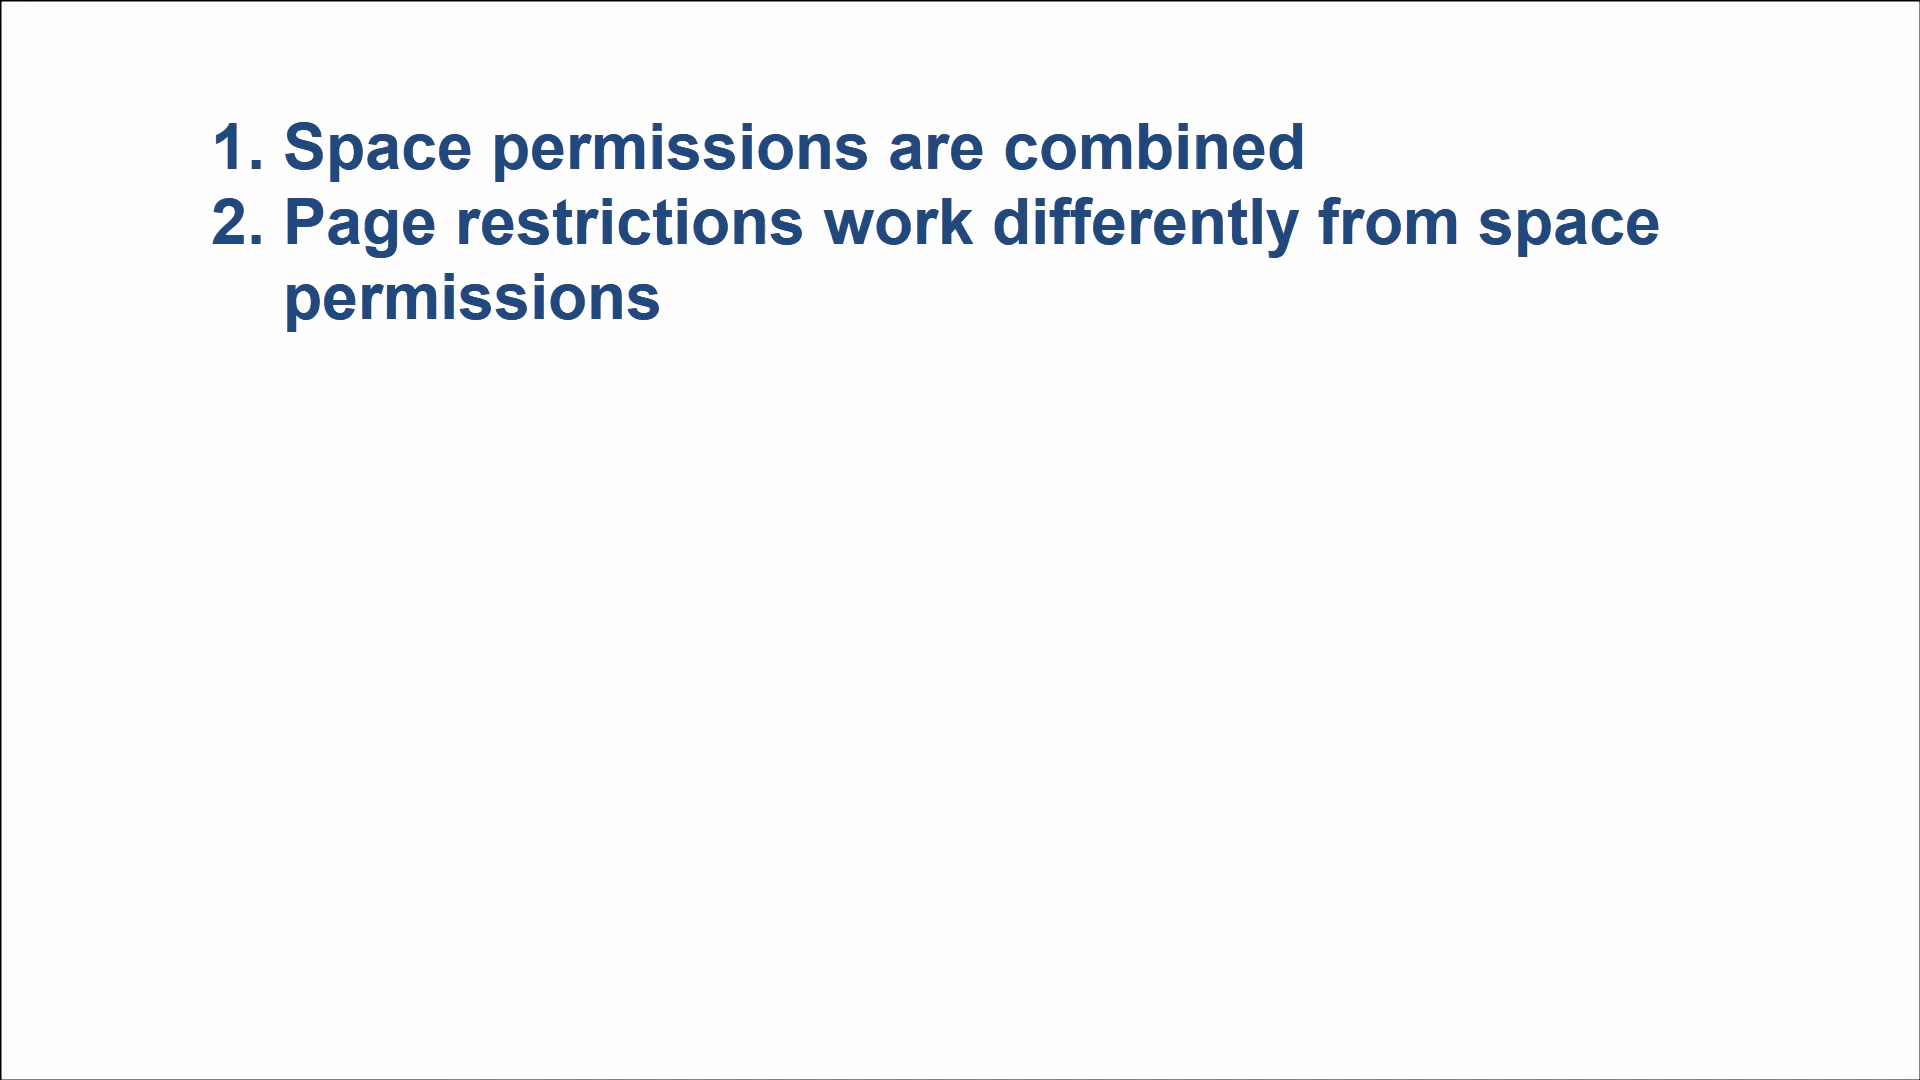 1. Space permissions are combined
2. Page restrictions work differently from space
permissions